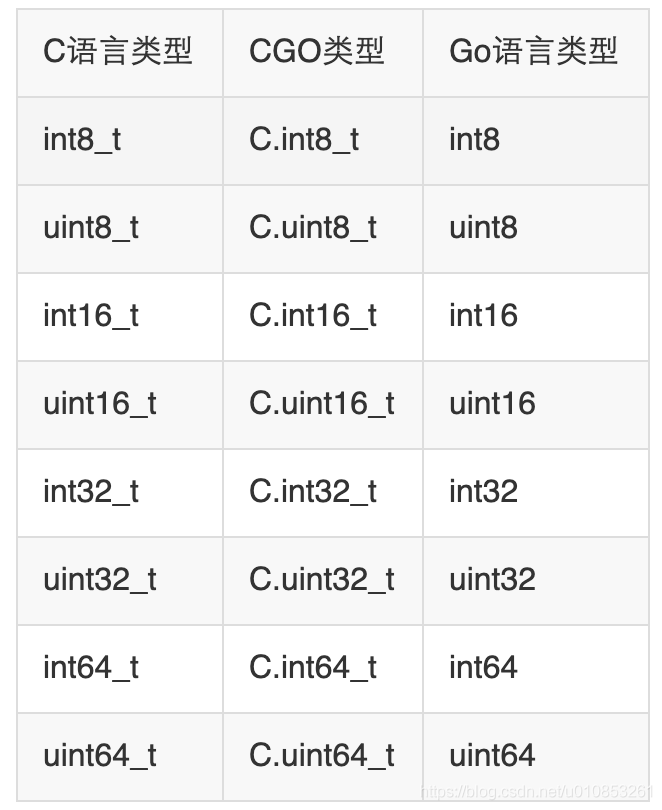 C语言类型 CGO类型 Go语言类型
int8_t C.int8_t int8
uint8_t C.uint8_t uint8
int16_t C.int16_t int16
uint16_t C.uint16_t uint16
int32_t C.int32_t int32
uint32_t C.uint32_t uint32
int64_t C.int64_t int64
uint64_t C.uint64_t uint64
https://blog.csdn.net/u010853261